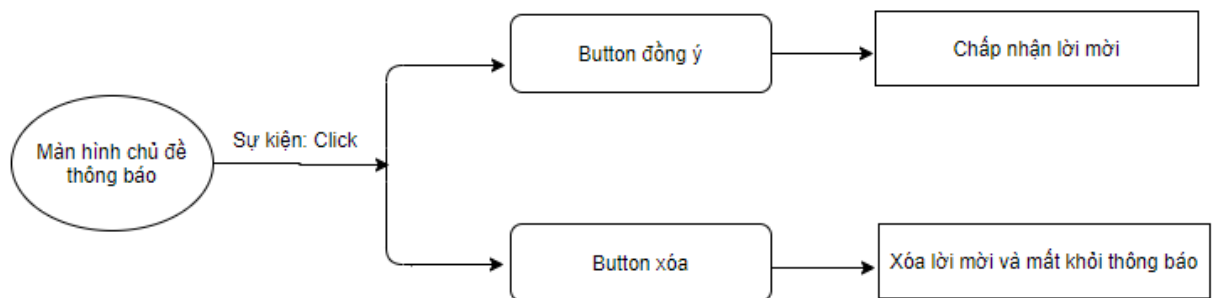 Button đồng ý
Chấp nhận lời mời
Màn hình chủ đề
thông báo
Sự kiện: Click
Button xóa
Xóa lời mời và mất khỏi thông báo